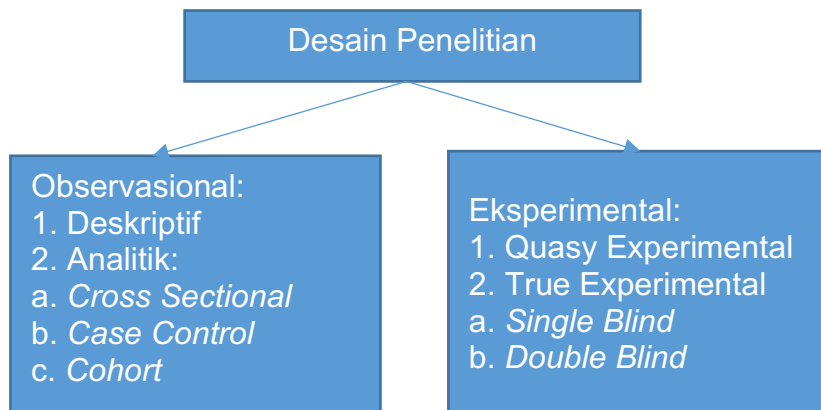 Desain Penelitian
Observasional:
1. Deskriptif
2. Analitik:
a. Cross Sectional
b. Case Control
c. Cohort
Eksperimental:
1. Quasy Experimental
2. True Experimental
a. Single Blind
b. Double Blind